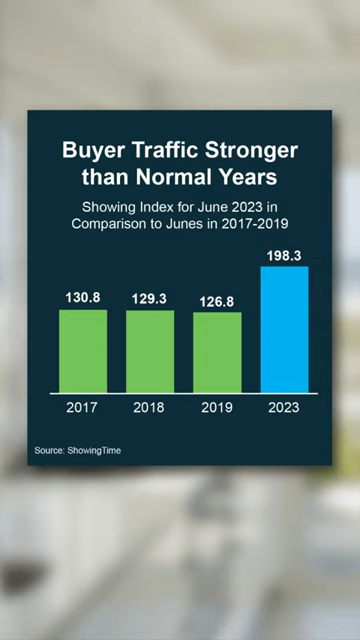 Buyer Traffic Stronger
than Normal Years
Showing Index for June 2023 in
Comparison to Junes in 2017-2019
198.3
130.8 129.3 126.8
2017 2018 2019 2023
Source: ShowingTime